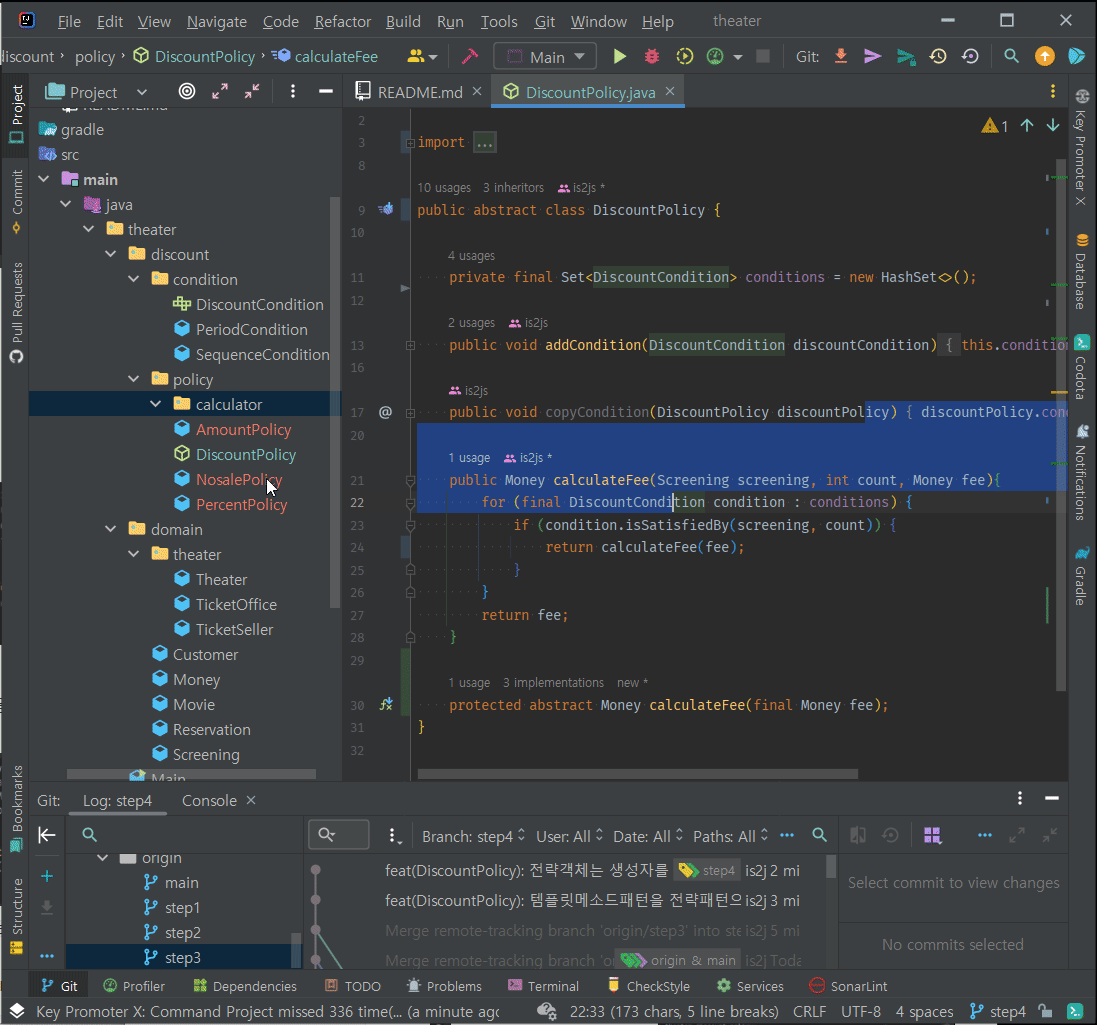 File Edit View Navigate Code Refactor Build Run Tools Git Window Help theater
discount policy DiscountPolicy calculateFee Main Git:
Project
README.md DiscountPolicy.java
Project
Commit
Pull Requests
Bookmarks
Structure
README.md
gradle
src
main
java
theater
discount
condition
DiscountCondition
PeriodCondition
SequenceCondition
policy
calculator
AmountPolicy
DiscountPolicy
NosalePolicy
PercentPolicy
domain
theater
Theater
TicketOffice
TicketSeller
Customer
Money
Movie
Reservation
Screening
Main
1
2
3 import ...
8
10 usages 3 inheritors is2js *
9 public abstract class DiscountPolicy {
10
4 usages
11 private final Set<DiscountCondition> conditions = new HashSet<>();
12
2 usages is2js
13 public void addCondition(DiscountCondition discountCondition) { this.condition
16
is2js
17 @ public void copyCondition(DiscountPolicy discountPolicy) { discountPolicy.con
20
1 usage is2js *
21 public Money calculateFee(Screening screening, int count, Money fee){
22 for (final DiscountCondition condition : conditions) {
23 if (condition.isSatisfiedBy(screening, count)) {
24 return calculateFee(fee);
25 }
26 }
27 return fee;
28 }
29
1 usage 3 implementations new *
30 protected abstract Money calculateFee(final Money fee);
31 }
32
Key Promoter X
Database
Codota
Notifications
Gradle
Git: Log: step4 Console
Branch: step4 User: All Date: All Paths: All
origin
main
step1
step2
step3
feat(DiscountPolicy): 전략객체는 생성자를 step4 is2j 2 mi
feat(DiscountPolicy): 템플릿메소드패턴을 전략패턴으 is2j 3 mi
Merge remote-tracking branch 'origin/step3' into ste is2j 5 mi
Merge remote-tracking branch 'or origin & main is2j Toda
Select commit to view changes
No commits selected
Git Profiler Dependencies TODO Problems Terminal CheckStyle Services SonarLint
Key Promoter X: Command Project missed 336 time(... (a minute ago 22:33 (173 chars, 5 line breaks) CRLF UTF-8 4 spaces step4